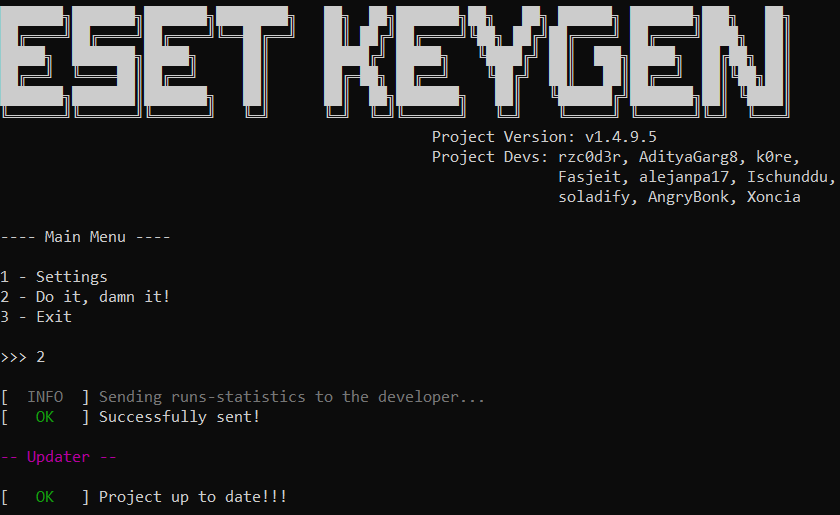 ESET KEYGEN
Project Version: v1.4.9.5
Project Devs: rzc0d3r, AdityaGarg8, k0re,
Fasjeit, alejanpa17, Ischunddu,
soladify, AngryBonk, Xoncia
---- Main Menu ----
1 - Settings
2 - Do it, damn it!
3 - Exit
>>> 2
[  INFO  ] Sending runs-statistics to the developer...
[   OK   ] Successfully sent!
-- Updater --
[   OK   ] Project up to date!!!